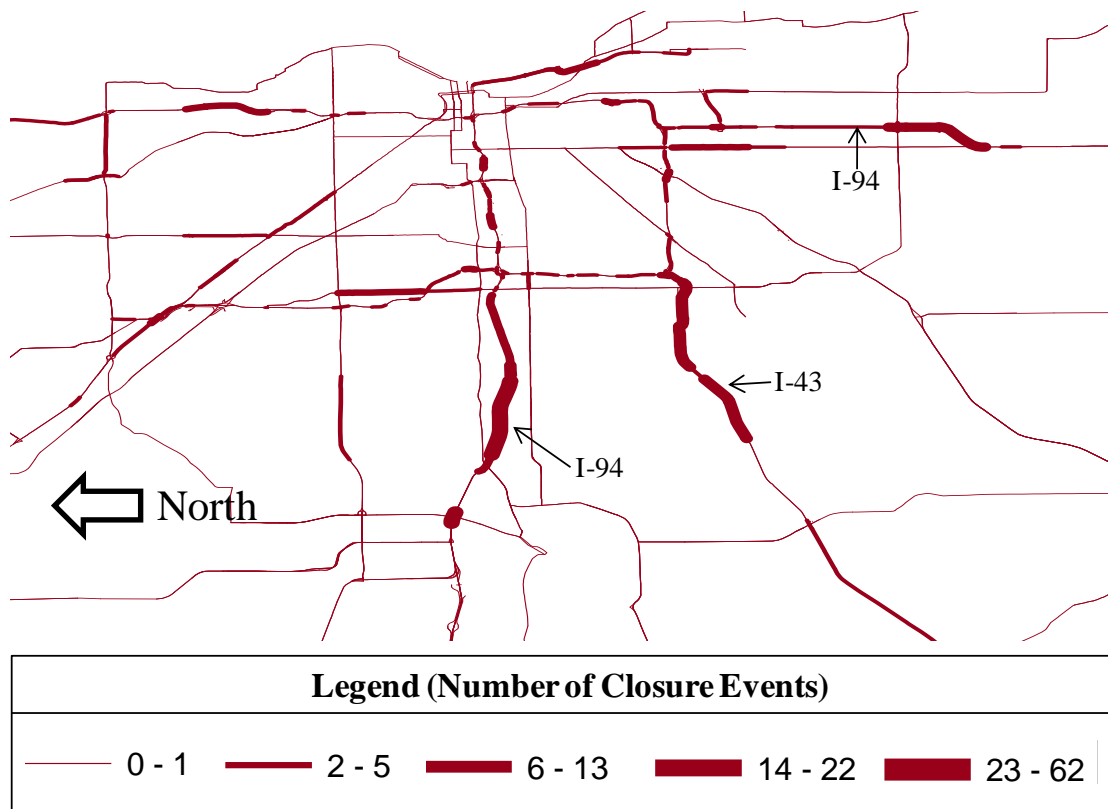 I-94
I-43
I-94
North
Legend (Number of Closure Events)
0 - 1 2 - 5 6 - 13 14 - 22 23 - 62